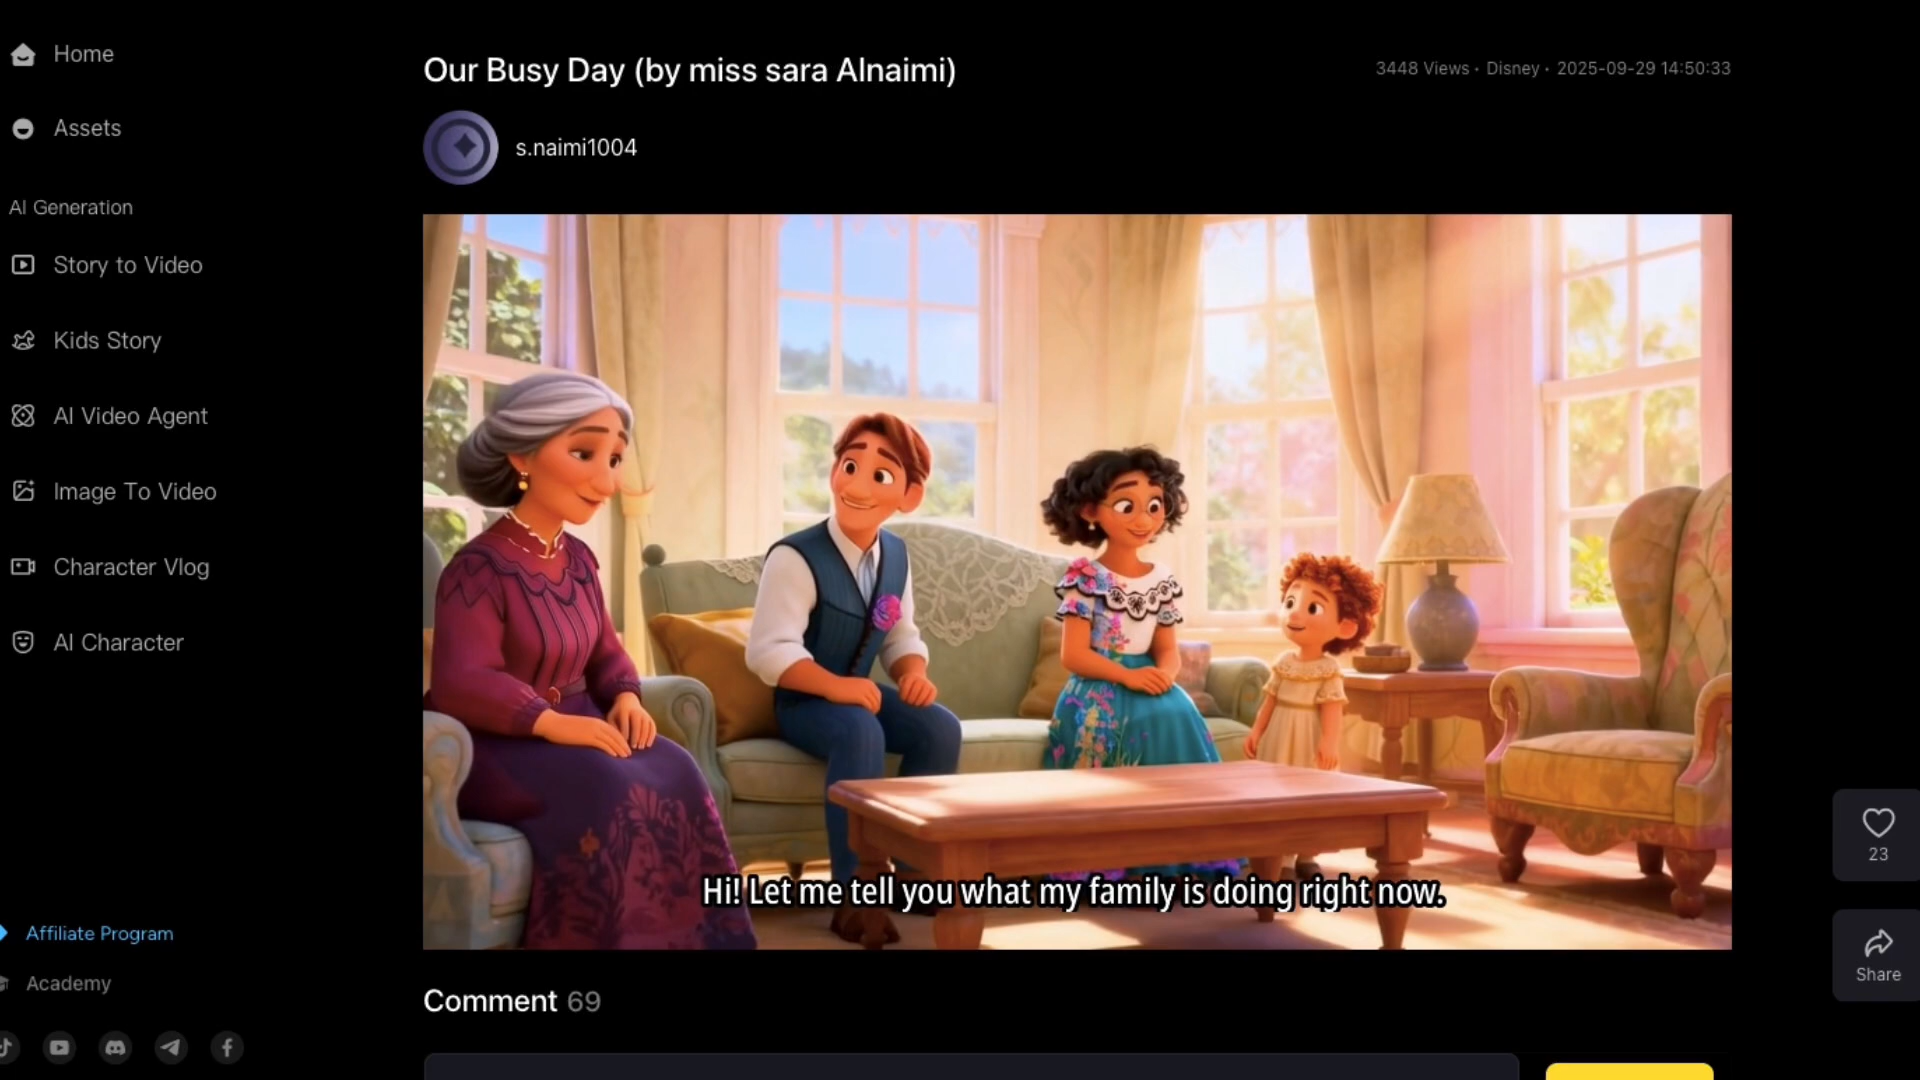 Home
Assets
AI Generation
Story to Video
Kids Story
AI Video Agent
Image To Video
Character Vlog
AI Character
Affiliate Program
Academy
Our Busy Day (by miss sara Alnaimi)
3448 Views • Disney • 2025-09-29 14:50:33
s.naimi1004
Hi! Let me tell you what my family is doing right now.
23
Share
Comment 69